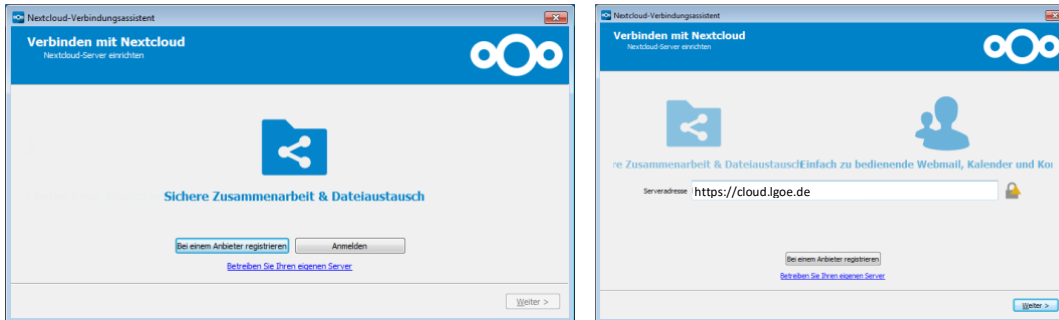 Nextcloud-Verbindungsassistent
Verbinden mit Nextcloud
Nextcloud-Server einrichten
Sichere Zusammenarbeit & Dateiaustausch
Bei einem Anbieter registrieren
Anmelden
Betreiben Sie Ihren eigenen Server
Weiter >
Nextcloud-Verbindungsassistent
Verbinden mit Nextcloud
Nextcloud-Server einrichten
re Zusammenarbeit & Dateiaustausch
Einfach zu bedienende Webmail, Kalender und Kon
Serveradresse
https://cloud.lgoe.de
Bei einem Anbieter registrieren
Betreiben Sie Ihren eigenen Server
Weiter >